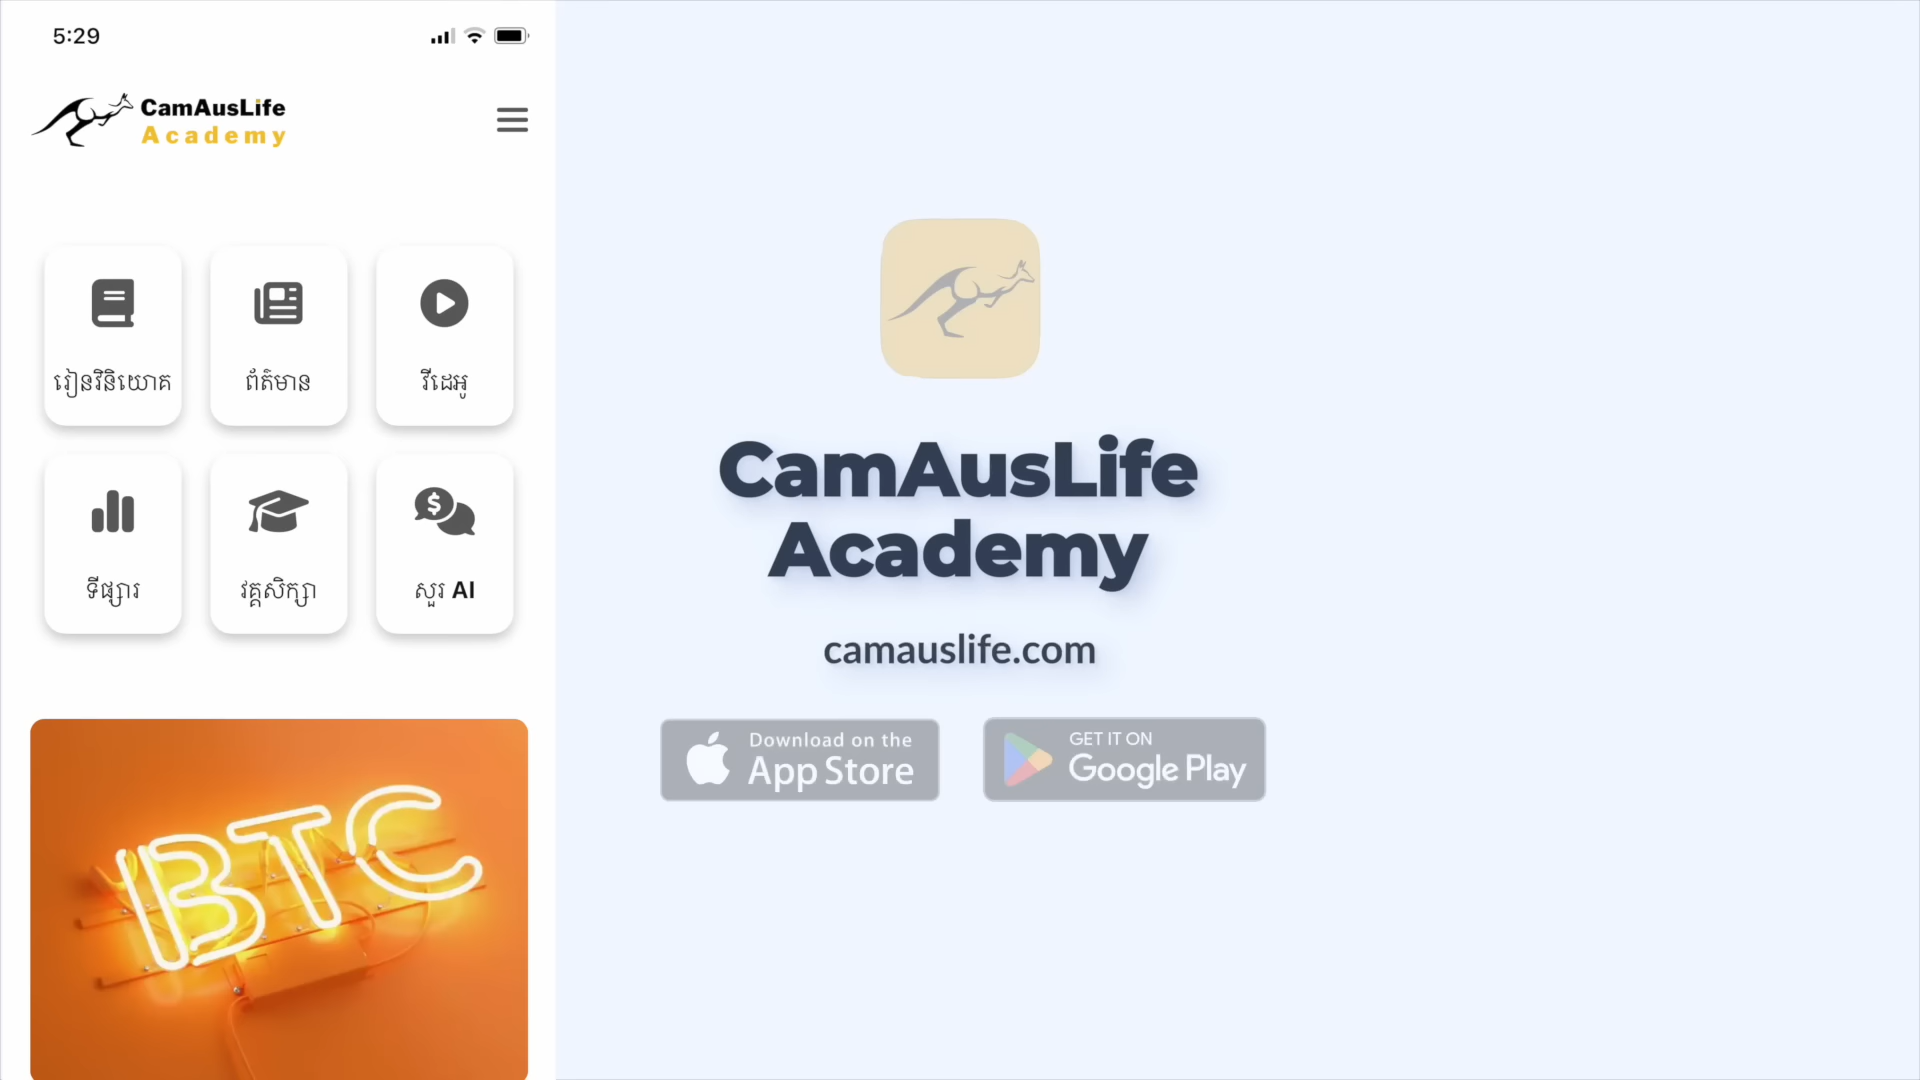 5:29
CamAusLife
Academy
រៀនវិនិយោគ
ព័ត៌មាន
វីដេអូ
ទីផ្សារ
វគ្គសិក្សា
សួរ AI
BTC
CamAusLife
Academy
camauslife.com
Download on the
App Store
GET IT ON
Google Play